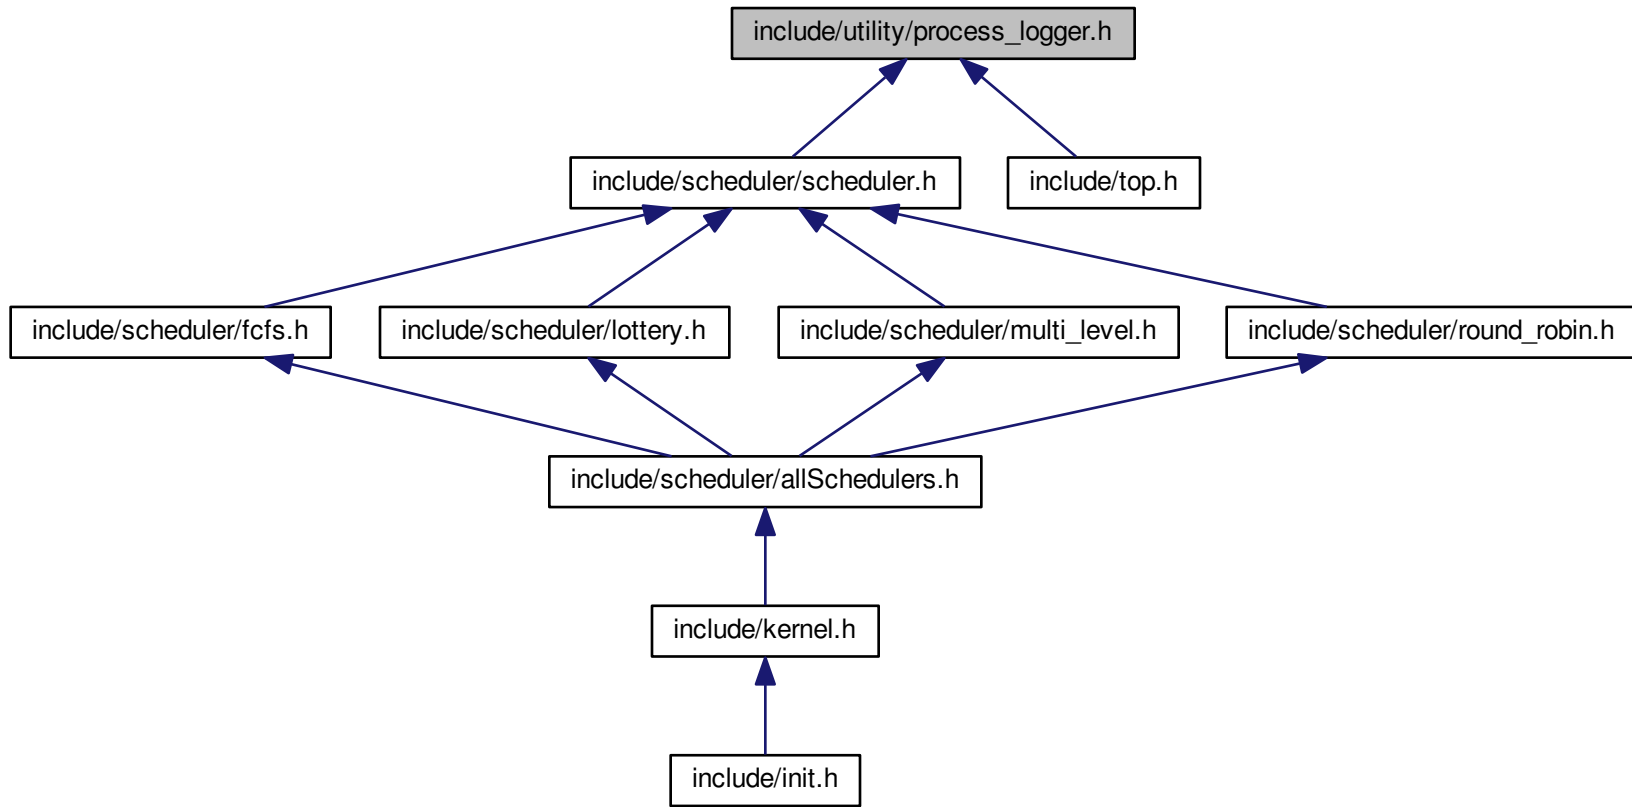 include/utility/process_logger.h
include/scheduler/scheduler.h
include/top.h
include/scheduler/fcfs.h
include/scheduler/lottery.h
include/scheduler/multi_level.h
include/scheduler/round_robin.h
include/scheduler/allSchedulers.h
include/kernel.h
include/init.h